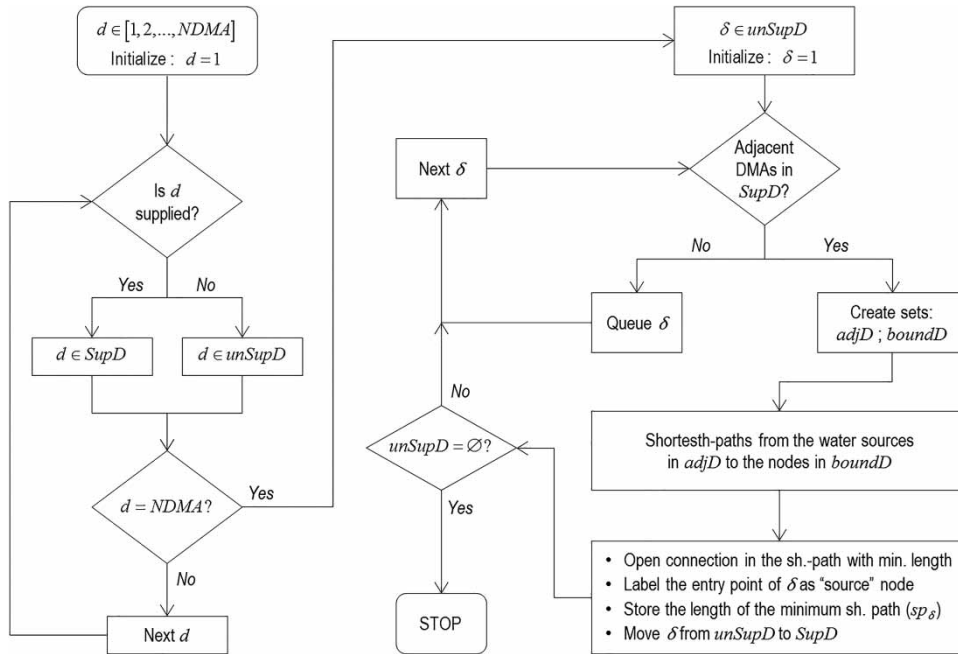 d ∈ [1, 2, ..., NDMA]
Initialize : d = 1
Is d
supplied?
Yes
No
d ∈ SupD
d ∈ unSupD
d = NDMA?
Yes
No
Next d
δ ∈ unSupD
Initialize : δ = 1
Adjacent
DMAs in
SupD?
Next δ
No
Yes
Queue δ
Create sets:
adjD ; boundD
Shortesth-paths from the water sources
in adjD to the nodes in boundD
• Open connection in the sh.-path with min. length
• Label the entry point of δ as “source” node
• Store the length of the minimum sh. path (sp_δ)
• Move δ from unSupD to SupD
unSupD = ∅?
No
Yes
STOP